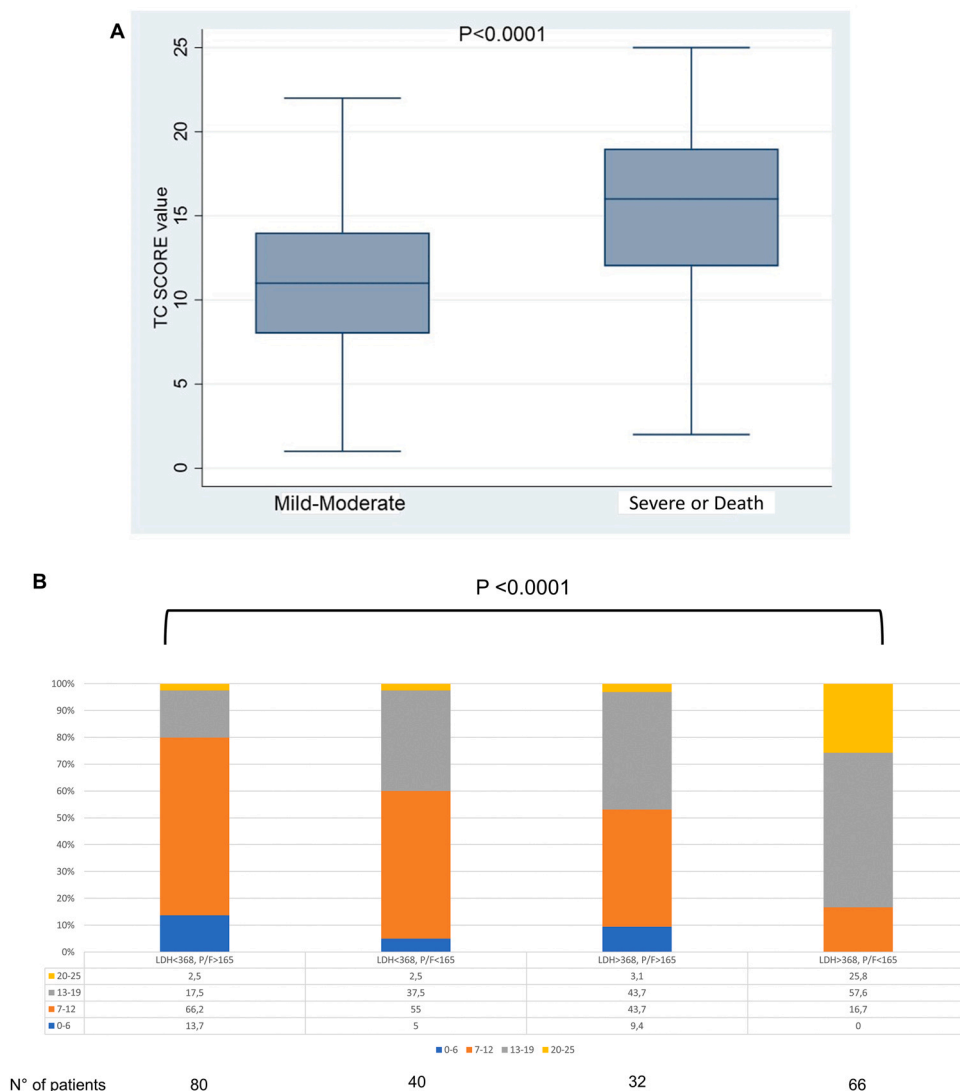 A
P<0.0001
25
20
15
10
5
0
TC SCORE value
Mild-Moderate
Severe or Death
B
P <0.0001
100%
90%
80%
70%
60%
50%
40%
30%
20%
10%
0%
LDH<368, P/F>165 LDH<368, P/F<165 LDH>368, P/F>165 LDH>368, P/F<165
20-25 2,5 2,5 3,1 25,8
13-19 17,5 37,5 43,7 57,6
7-12 66,2 55 43,7 16,7
0-6 13,7 5 9,4 0
0-6 7-12 13-19 20-25
N° of patients 80 40 32 66